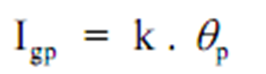 I_gp = k . θ_p